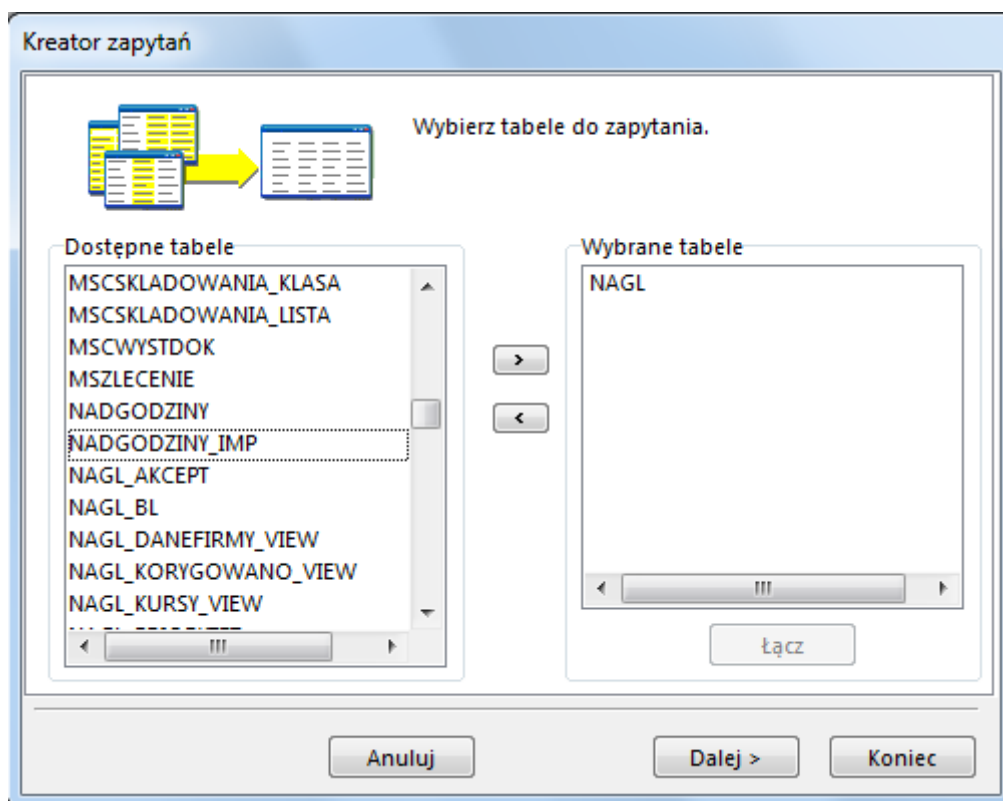 Kreator zapytań
Wybierz tabele do zapytania.
Dostępne tabele
MSCSKLADOWANIA_KLASA
MSCSKLADOWANIA_LISTA
MSCWYSTDOK
MSZLECENIE
NADGODZINY
NADGODZINY_IMP
NAGL_AKCEPT
NAGL_BL
NAGL_DANEFIRMY_VIEW
NAGL_KORYGOWANO_VIEW
NAGL_KURSY_VIEW
>
<
Wybrane tabele
NAGL
Łącz
Anuluj
Dalej >
Koniec